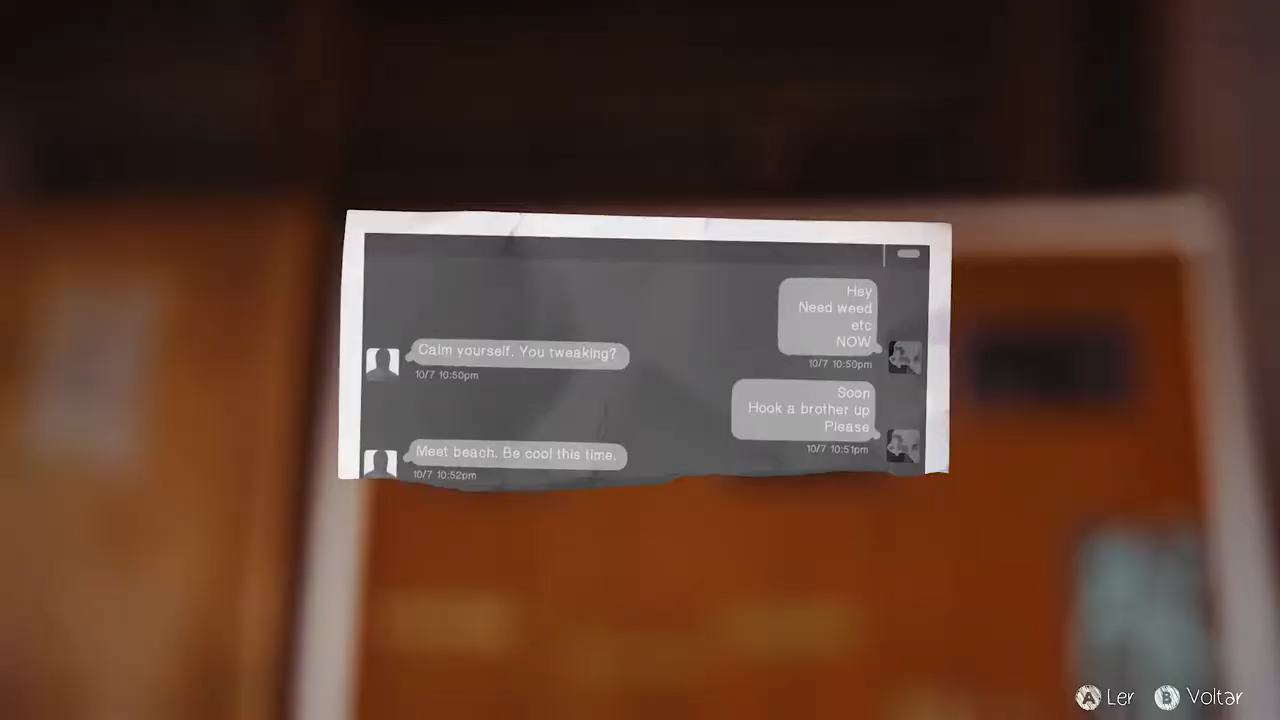 Hey
Need weed
etc
NOW
10/7 10:50pm
Calm yourself. You tweaking?
10/7 10:50pm
Soon
Hook a brother up
Please
10/7 10:51pm
Meet beach. Be cool this time.
10/7 10:52pm
A Ler B Voltar